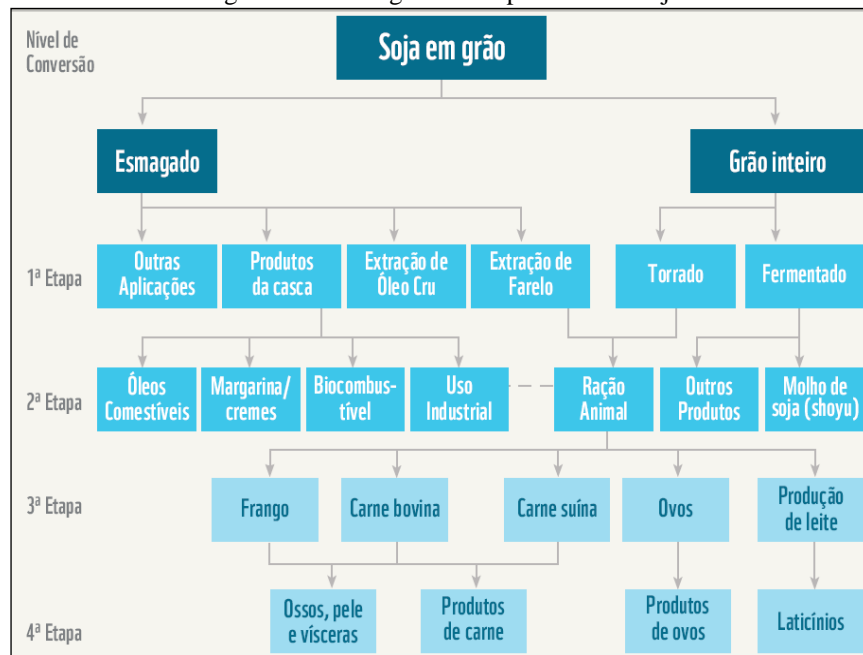 Nível de
Conversão
Soja em grão
Esmagado
Grão inteiro
1ª Etapa
Outras
Aplicações
Produtos
da casca
Extração de
Óleo Cru
Extração de
Farelo
Torrado
Fermentado
2ª Etapa
Óleos
Comestíveis
Margarina/
cremes
Biocombus-
tível
Uso
Industrial
Ração
Animal
Outros
Produtos
Molho de
soja (shoyu)
3ª Etapa
Frango
Carne bovina
Carne suína
Ovos
Produção
de leite
4ª Etapa
Ossos, pele
e vísceras
Produtos
de carne
Produtos
de ovos
Laticínios